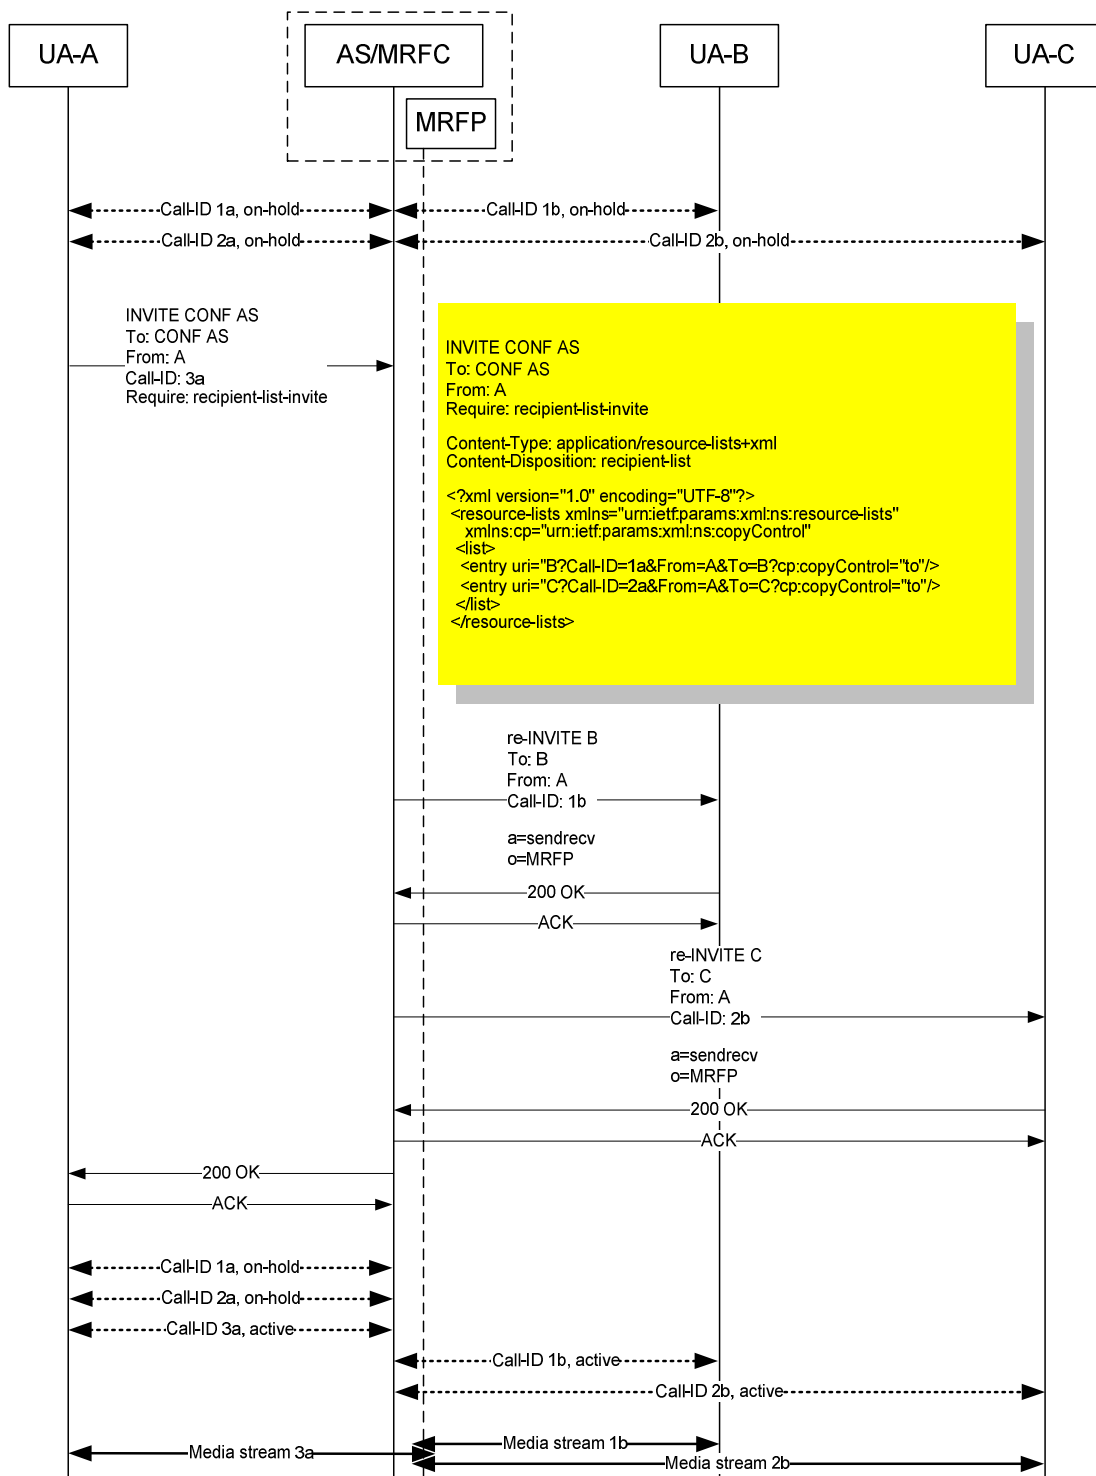 UA-A
AS/MRFC
UA-B
UA-C
MRFP
Call-ID 1a, on-hold
Call-ID 1b, on-hold
Call-ID 2a, on-hold
Call-ID 2b, on-hold
INVITE CONF AS
To: CONF AS
From: A
Call-ID: 3a
Require: recipient-list-invite
INVITE CONF AS
To: CONF AS
From: A
Require: recipient-list-invite
Content-Type: application/resource-lists+xml
Content-Disposition: recipient-list
<?xml version="1.0" encoding="UTF-8"?>
<resource-lists xmlns="urn:ietf:params:xml:ns:resource-lists"
xmlns:cp="urn:ietf:params:xml:ns:copyControl"
<list>
<entry uri="B?Call-ID=1a&From=A&To=B?cp:copyControl="to"/>
<entry uri="C?Call-ID=2a&From=A&To=C?cp:copyControl="to"/>
</list>
</resource-lists>
re-INVITE B
To: B
From: A
Call-ID: 1b
a=sendrecv
o=MRFP
200 OK
ACK
re-INVITE C
To: C
From: A
Call-ID: 2b
a=sendrecv
o=MRFP
200 OK
ACK
200 OK
ACK
Call-ID 1a, on-hold
Call-ID 2a, on-hold
Call-ID 3a, active
Call-ID 1b, active
Call-ID 2b, active
Media stream 1b
Media stream 3a
Media stream 2b